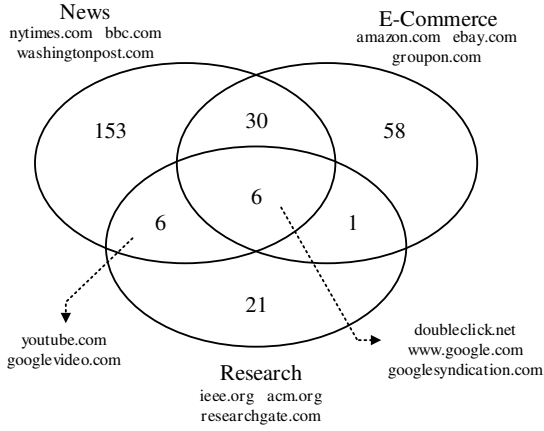 News
nytimes.com bbc.com
washingtonpost.com
E-Commerce
amazon.com ebay.com
groupon.com
153
30
58
6
6
1
21
youtube.com
googlevideo.com
doubleclick.net
www.google.com
googlesyndication.com
Research
ieee.org acm.org
researchgate.com